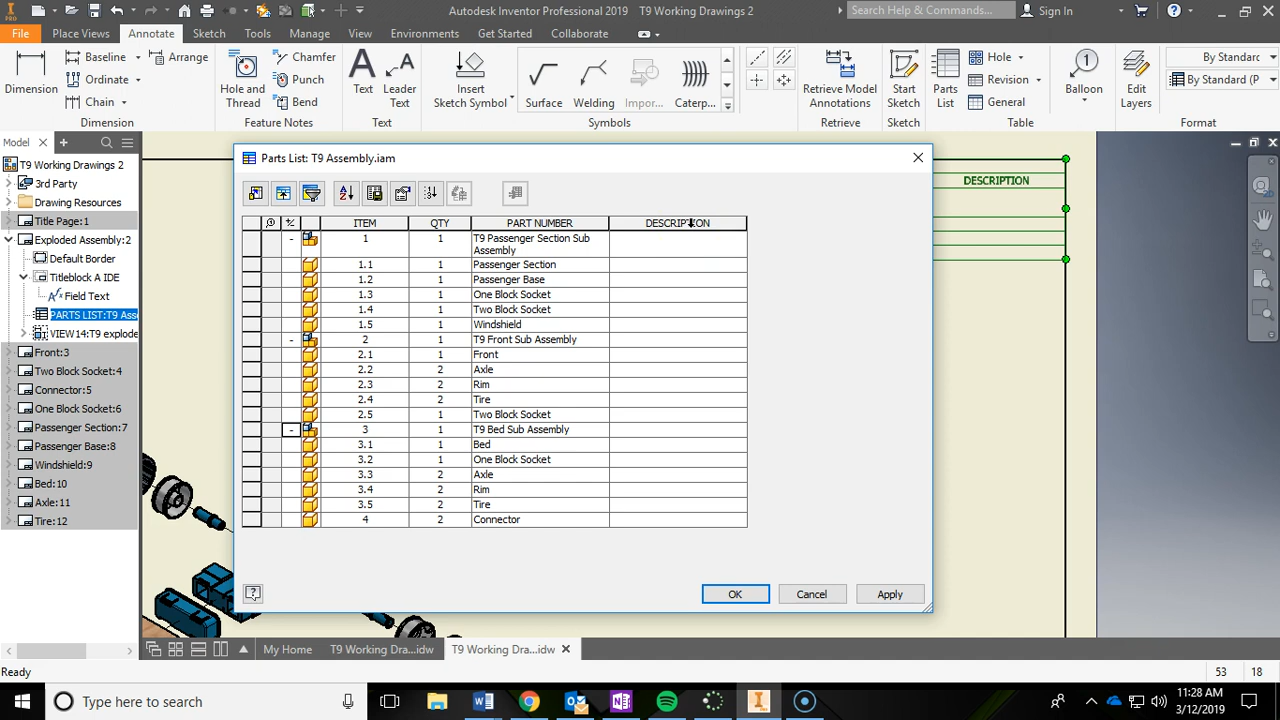 Autodesk Inventor Professional 2019 T9 Working Drawings 2
Search Help & Commands...
Sign In
PRO
File Place Views Annotate Sketch Tools Manage View Environments Get Started Collaborate
Dimension
Baseline
Ordinate
Chain
Arrange
Dimension
Hole and Thread
Chamfer
Punch
Bend
Feature Notes
Text
Leader Text
Text
Insert Sketch Symbol
Surface
Welding
Impor...
Caterp...
Symbols
Retrieve Model Annotations
Retrieve
Start Sketch
Sketch
Parts List
Hole
Revision
General
Table
Balloon
Edit Layers
By Standard
By Standard (P
Format
Model
T9 Working Drawings 2
3rd Party
Drawing Resources
Title Page:1
Exploded Assembly:2
Default Border
Titleblock A IDE
Field Text
PARTS LIST:T9 Asse
VIEW14:T9 explode
Front:3
Two Block Socket:4
Connector:5
One Block Socket:6
Passenger Section:7
Passenger Base:8
Windshield:9
Bed:10
Axle:11
Tire:12
DESCRIPTION
Parts List: T9 Assembly.iam
ITEM QTY PART NUMBER DESCRIPTION
- 1 1 T9 Passenger Section Sub
Assembly
1.1 1 Passenger Section
1.2 1 Passenger Base
1.3 1 One Block Socket
1.4 1 Two Block Socket
1.5 1 Windshield
- 2 1 T9 Front Sub Assembly
2.1 1 Front
2.2 2 Axle
2.3 2 Rim
2.4 2 Tire
2.5 1 Two Block Socket
- 3 1 T9 Bed Sub Assembly
3.1 1 Bed
3.2 1 One Block Socket
3.3 2 Axle
3.4 2 Rim
3.5 2 Tire
4 2 Connector
OK Cancel Apply
My Home T9 Working Dra...idw T9 Working Dra...idw
Ready
53 18
Type here to search
11:28 AM
3/12/2019